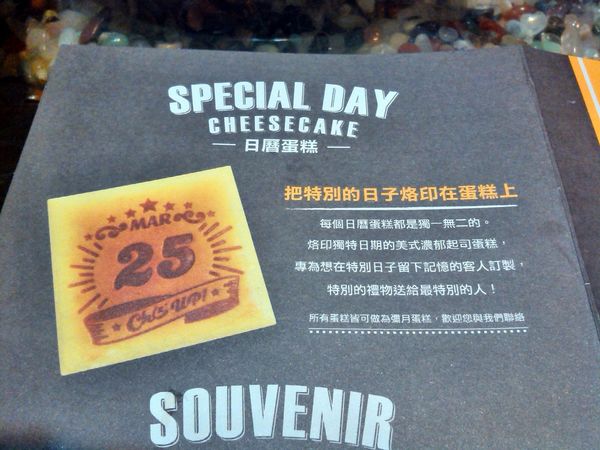 SPECIAL DAY
CHEESECAKE
日曆蛋糕
MAR
25
Chiz' UP!
把特別的日子烙印在蛋糕上
每個日曆蛋糕都是獨一無二的。
烙印獨特日期的美式濃郁起司蛋糕，
專為想在特別日子留下記憶的客人訂製，
特別的禮物送給最特別的人！
所有蛋糕皆可做為彌月蛋糕，歡迎您與我們聯絡
SOUVENIR